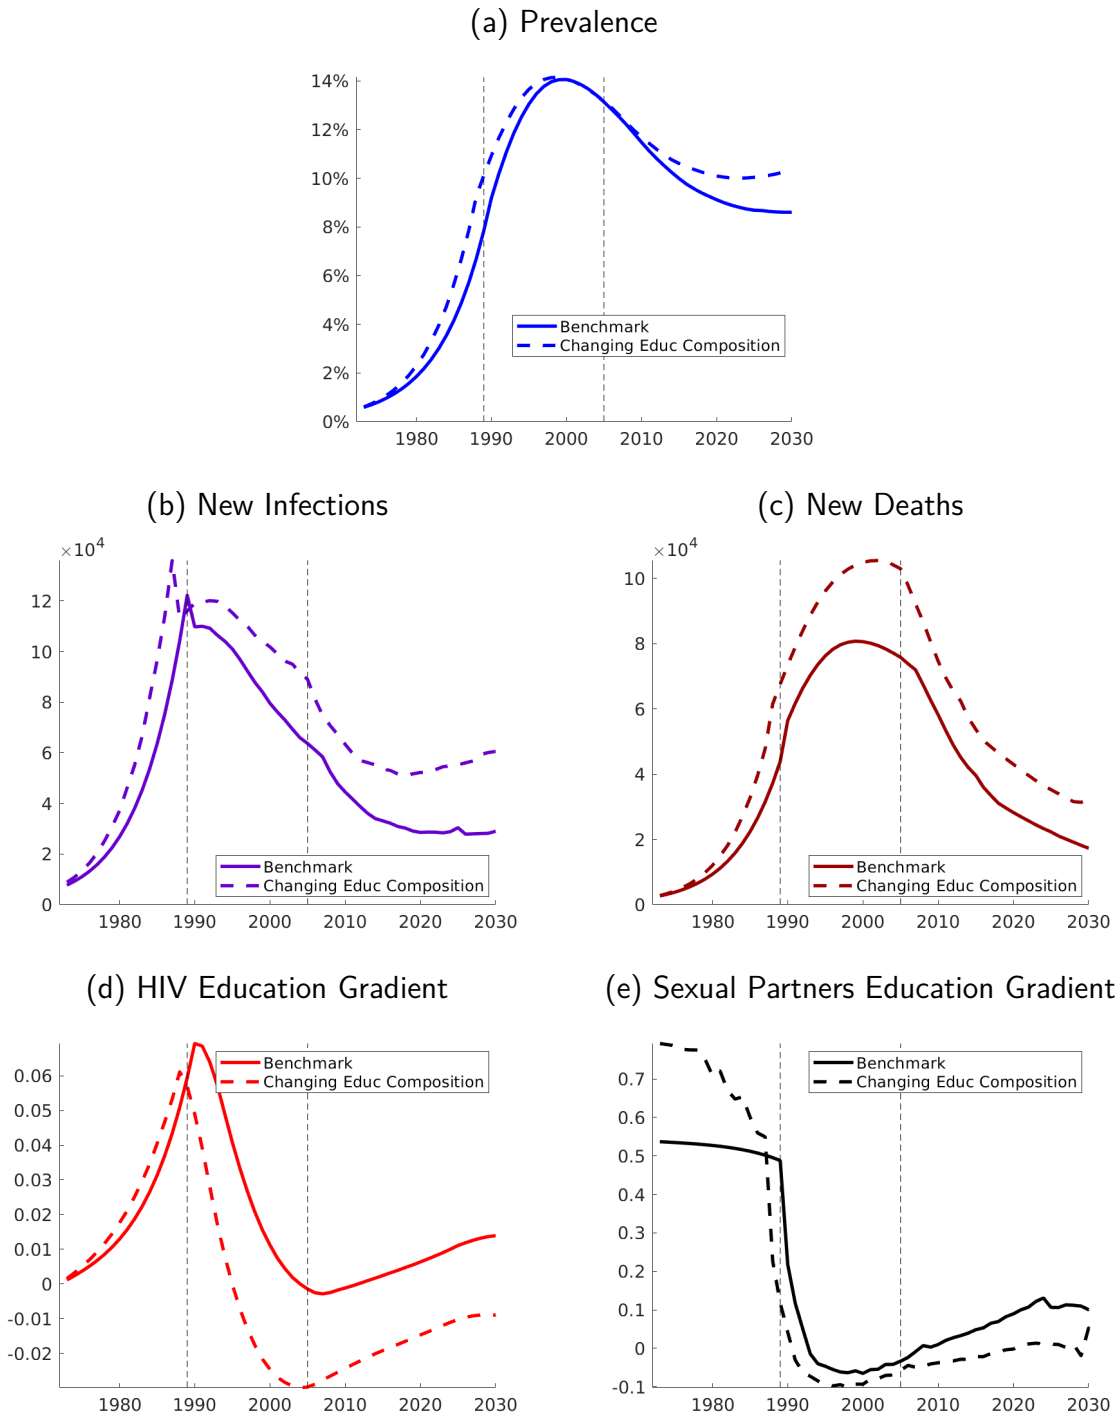 (a) Prevalence
14%
12%
10%
8%
6%
4%
2%
0%
Benchmark
Changing Educ Composition
1980 1990 2000 2010 2020 2030
(b) New Infections
×10⁴
12
10
8
6
4
2
0
Benchmark
Changing Educ Composition
1980 1990 2000 2010 2020 2030
(c) New Deaths
×10⁴
10
8
6
4
2
0
Benchmark
Changing Educ Composition
1980 1990 2000 2010 2020 2030
(d) HIV Education Gradient
0.06
0.05
0.04
0.03
0.02
0.01
0
-0.01
-0.02
Benchmark
Changing Educ Composition
1980 1990 2000 2010 2020 2030
(e) Sexual Partners Education Gradient
0.7
0.6
0.5
0.4
0.3
0.2
0.1
0
-0.1
Benchmark
Changing Educ Composition
1980 1990 2000 2010 2020 2030